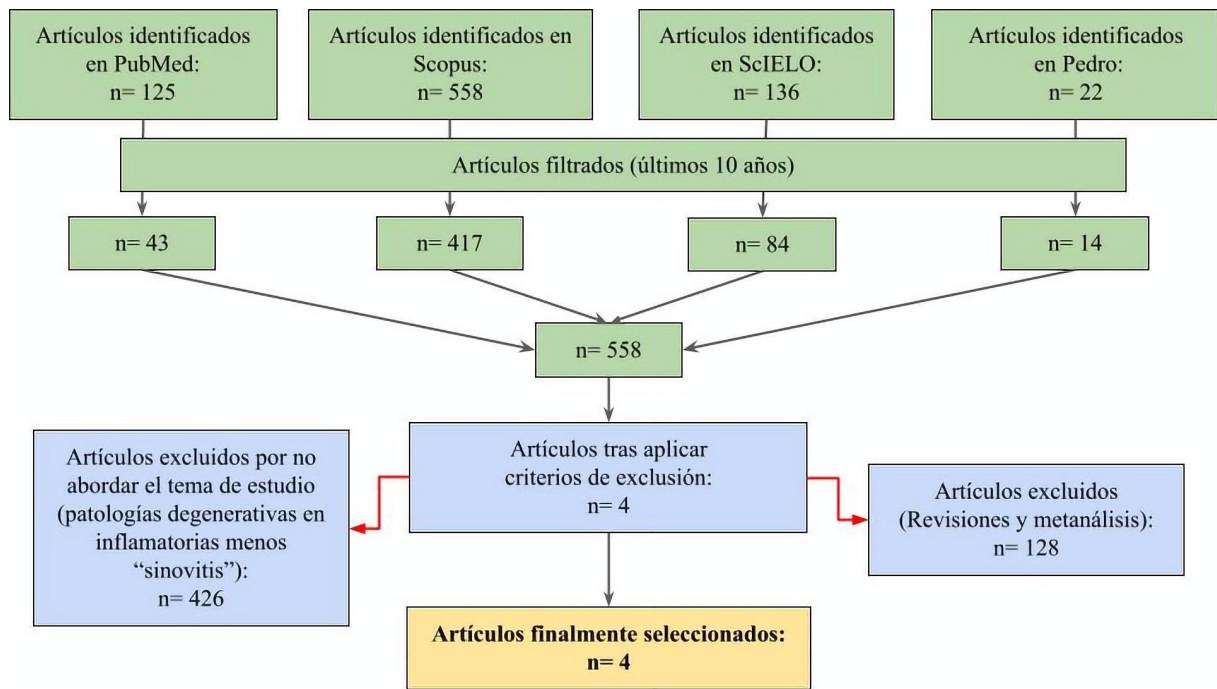 Artículos identificados
en PubMed:
n= 125
Artículos identificados en
Scopus:
n= 558
Artículos identificados
en ScIELO:
n= 136
Artículos identificados
en Pedro:
n= 22
Artículos filtrados (últimos 10 años)
n= 43
n= 417
n= 84
n= 14
n= 558
Artículos tras aplicar
criterios de exclusión:
n= 4
Artículos excluidos por no
abordar el tema de estudio
(patologías degenerativas en
inflamatorias menos
“sinovitis”):
n= 426
Artículos excluidos
(Revisiones y metanálisis):
n= 128
Artículos finalmente seleccionados:
n= 4